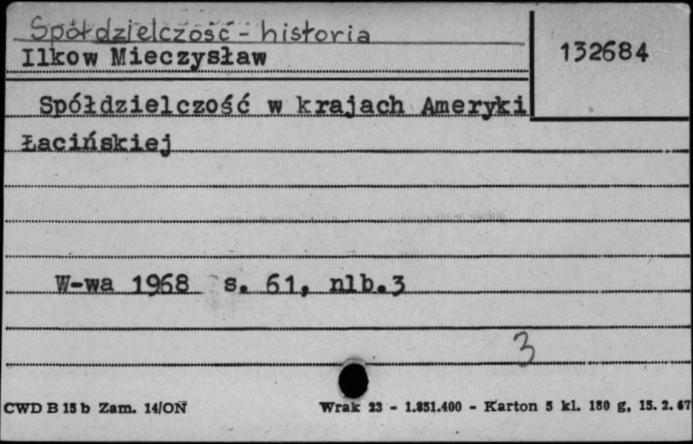 Spółdzielczość - historia
Ilkow Mieczysław
132684
Spółdzielczość w krajach Ameryki
Łacińskiej
W-wa 1968 s. 61, nlb.3
3
CWD B 15 b Zam. 14/ON
Wrak 23 - 1.851.400 - Karton 5 kl. 180 g, 15. 2. 67